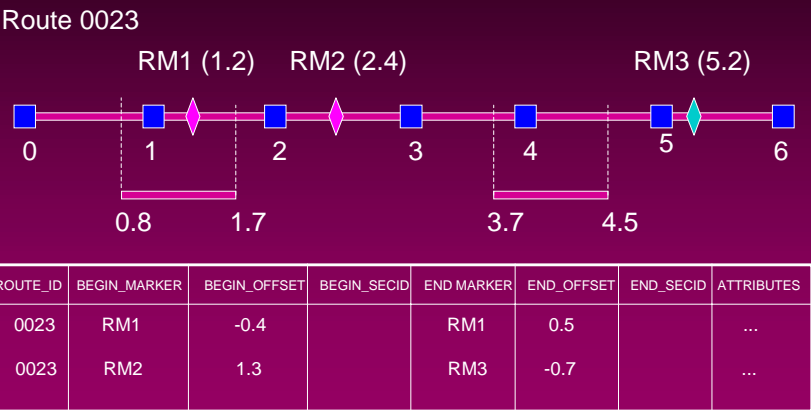 Route 0023
RM1 (1.2) RM2 (2.4) RM3 (5.2)
0 1 2 3 4 5 6
0.8 1.7 3.7 4.5
ROUTE_ID BEGIN_MARKER BEGIN_OFFSET BEGIN_SECID END MARKER END_OFFSET END_SECID ATTRIBUTES
0023 RM1 -0.4 RM1 0.5 ...
0023 RM2 1.3 RM3 -0.7 ...